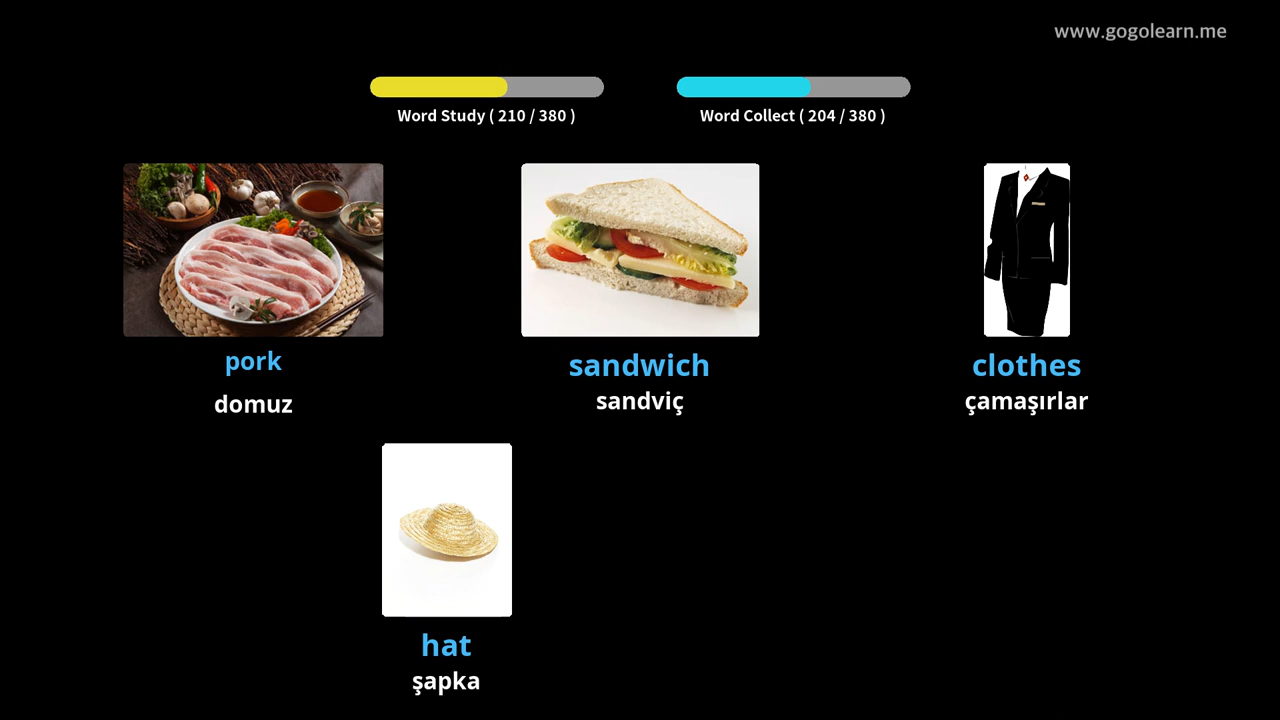 www.gogolearn.me
Word Study ( 210 / 380 )
Word Collect ( 204 / 380 )
pork
domuz
sandwich
sandviç
clothes
çamaşırlar
hat
şapka